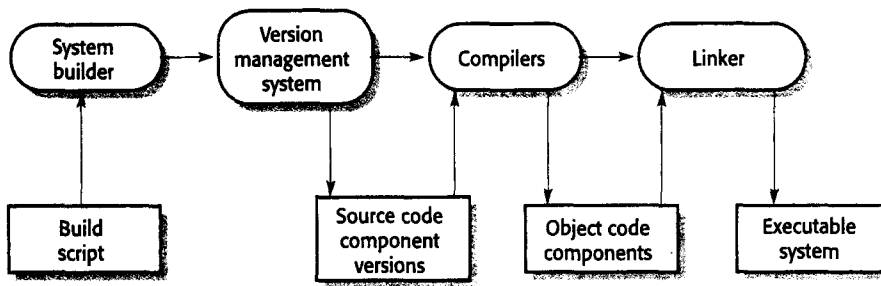 System
builder
Version
management
system
Compilers
Linker
Build
script
Source code
component
versions
Object code
components
Executable
system